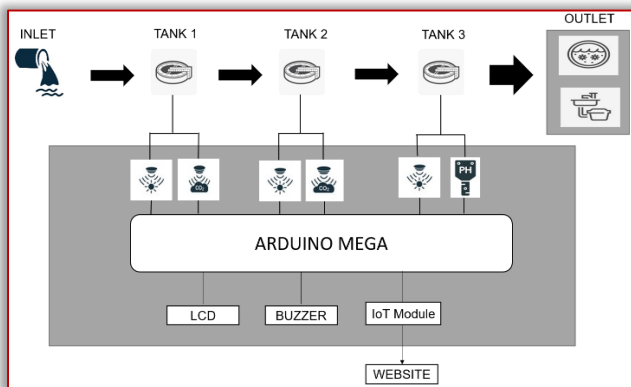 INLET
TANK 1
TANK 2
TANK 3
OUTLET
CO2
CO2
PH
ARDUINO MEGA
LCD
BUZZER
IoT Module
WEBSITE